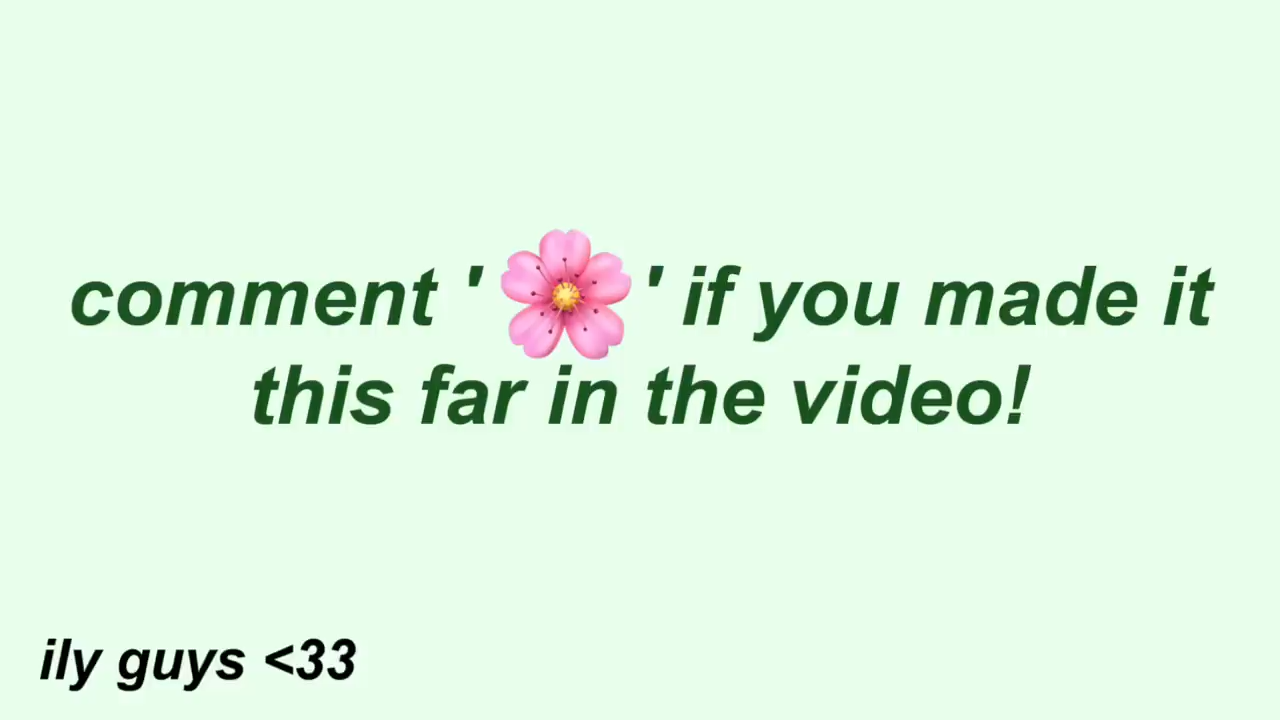 comment '🌸' if you made it
this far in the video!
ily guys <33